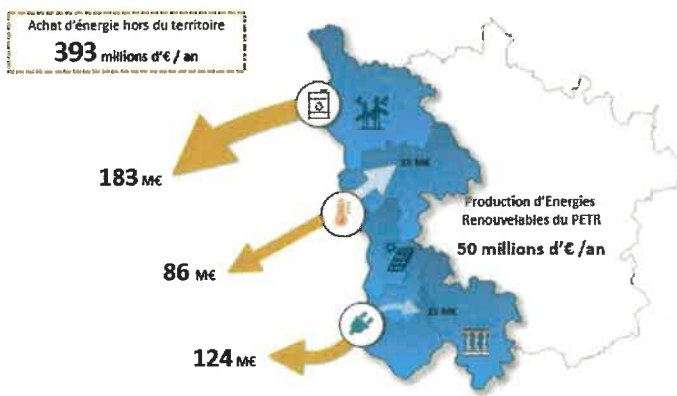 Achat d'énergie hors du territoire
393 millions d'€ / an
183 M€
86 M€
124 M€
Production d'Energies
Renouvelables du PETR
50 millions d'€ /an